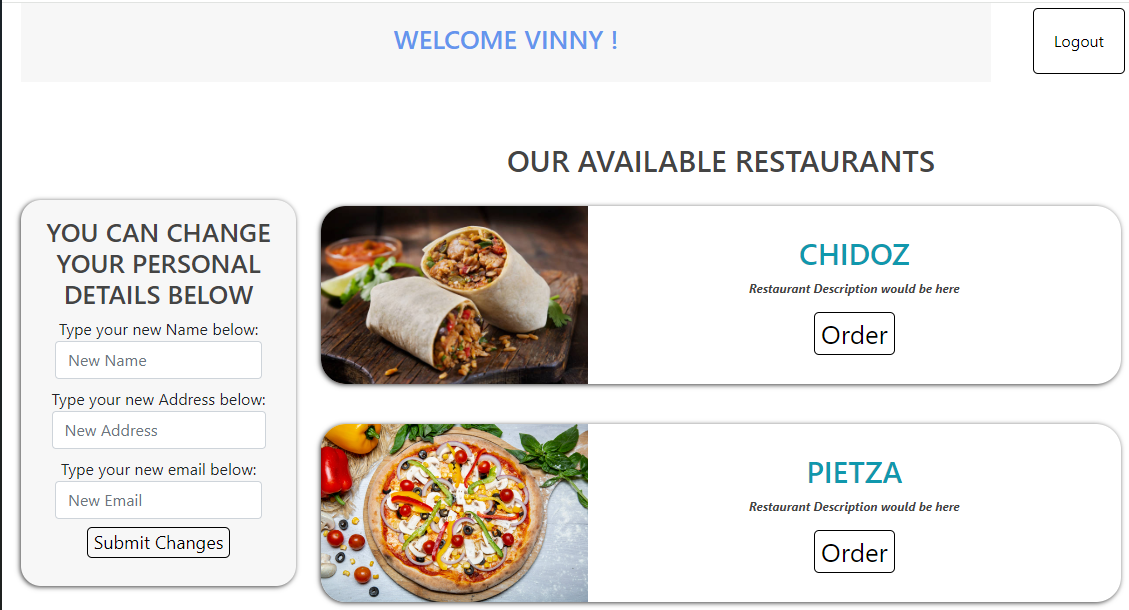 WELCOME VINNY !
Logout
OUR AVAILABLE RESTAURANTS
YOU CAN CHANGE
YOUR PERSONAL
DETAILS BELOW
Type your new Name below:
New Name
Type your new Address below:
New Address
Type your new email below:
New Email
Submit Changes
CHIDOZ
Restaurant Description would be here
Order
PIETZA
Restaurant Description would be here
Order